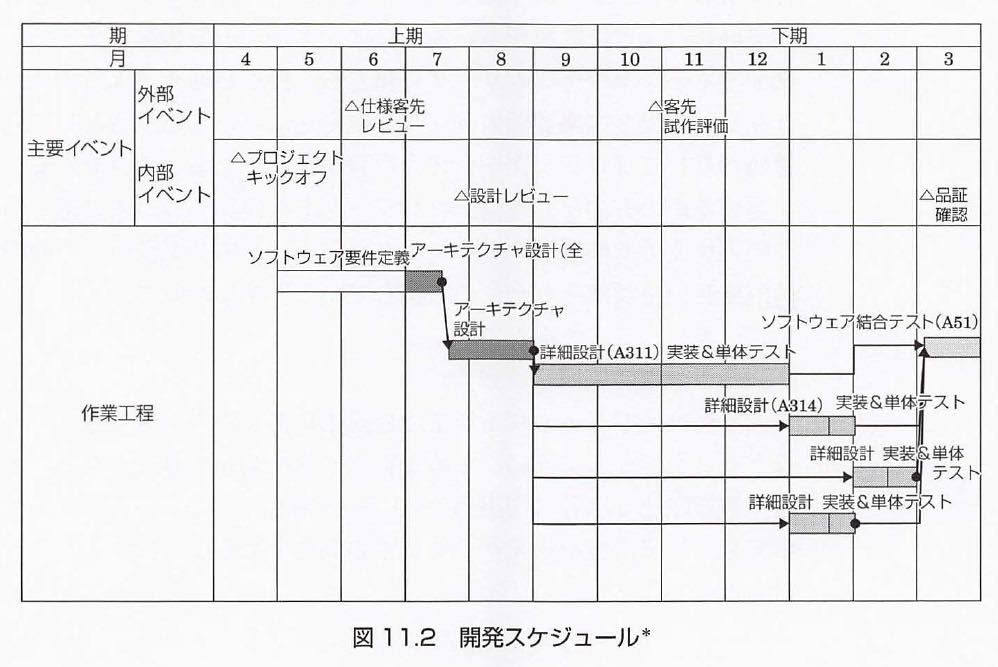 期 上期 下期
月 4 5 6 7 8 9 10 11 12 1 2 3
主要イベント
外部
イベント
△仕様客先
レビュー
△客先
試作評価
内部
イベント
△プロジェクト
キックオフ
△設計レビュー
△品証
確認
作業工程
ソフトウェア要件定義
アーキテクチャ設計(全
アーキテクチャ
設計
ソフトウェア結合テスト(A51)
詳細設計(A311) 実装&単体テスト
詳細設計(A314) 実装&単体テスト
詳細設計 実装&単体
テスト
詳細設計 実装&単体テスト
図 11.2 開発スケジュール*